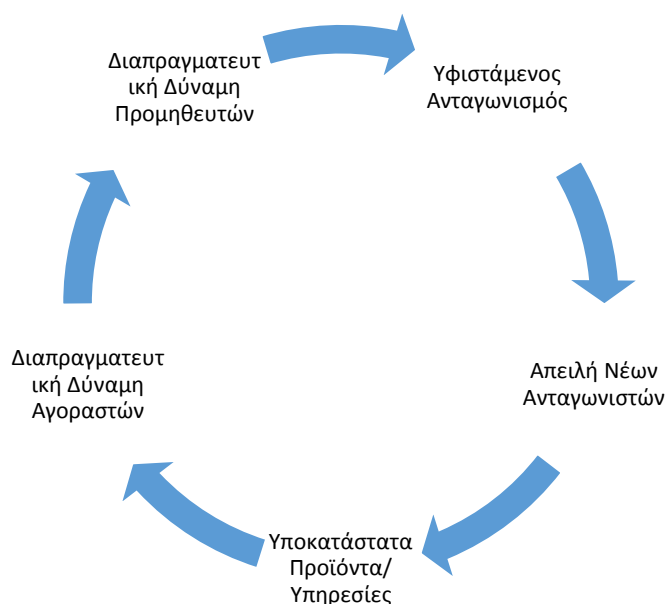 Διαπραγματευτ
ική Δύναμη
Προμηθευτών
Υφιστάμενος
Ανταγωνισμός
Απειλή Νέων
Ανταγωνιστών
Υποκατάστατα
Προϊόντα/
Υπηρεσίες
Διαπραγματευτ
ική Δύναμη
Αγοραστών